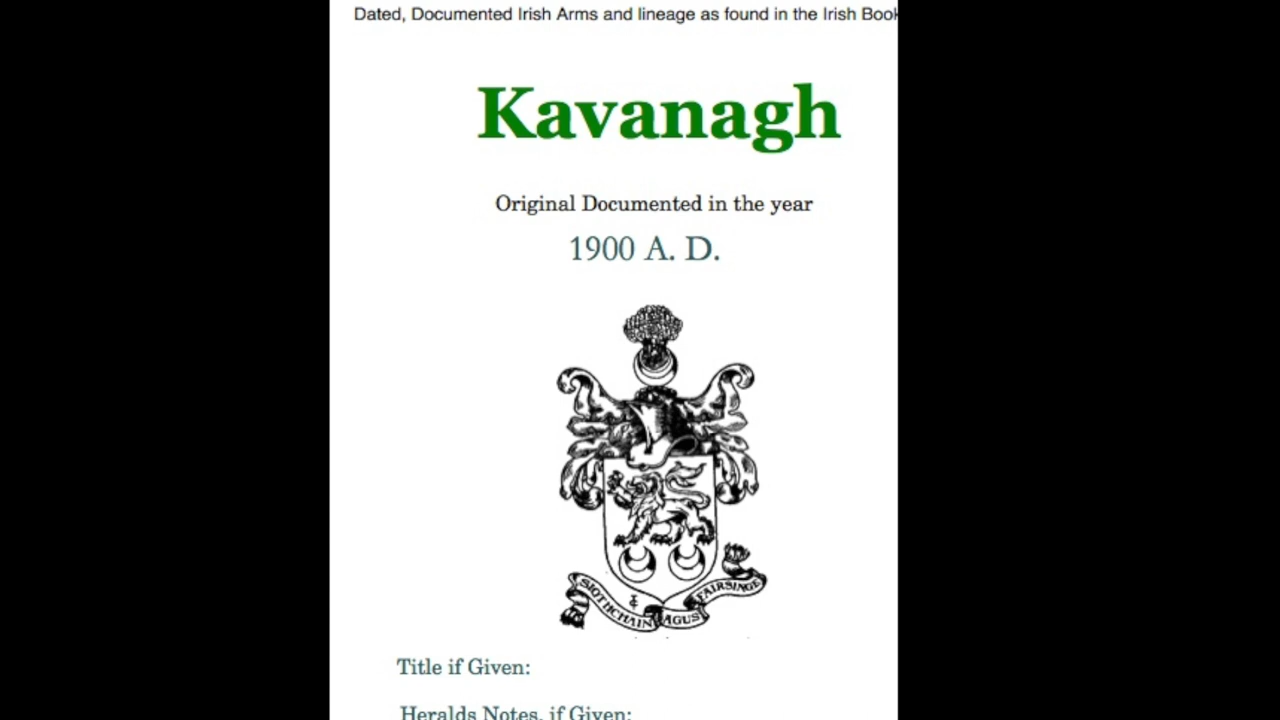 Dated, Documented Irish Arms and lineage as found in the Irish Book
Kavanagh
Original Documented in the year
1900 A. D.
SIOTHCHAIN AGUS FAIRSINGE
Title if Given:
Heralds Notes, if Given: